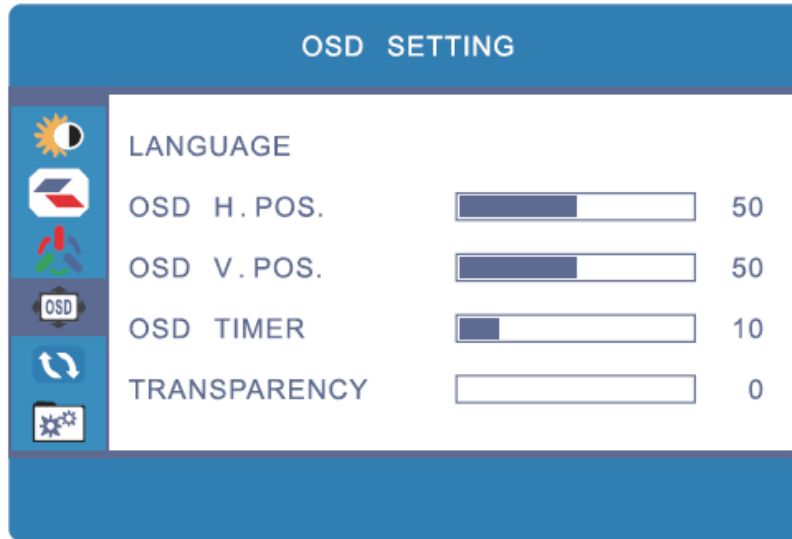 OSD SETTING
LANGUAGE
OSD H.POS. 50
OSD V.POS. 50
OSD
OSD TIMER 10
TRANSPARENCY 0